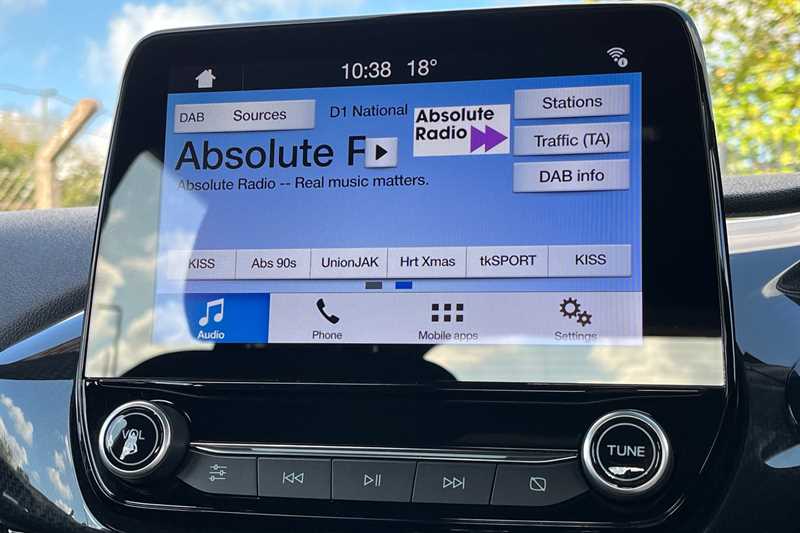 10:38 18°
DAB Sources
D1 National
Absolute
Radio
Stations
Traffic (TA)
DAB info
Absolute
Absolute Radio -- Real music matters.
KISS
Abs 90s
UnionJAK
Hrt Xmas
tkSPORT
KISS
Audio
Phone
Mobile apps
Settings
VOL
TUNE